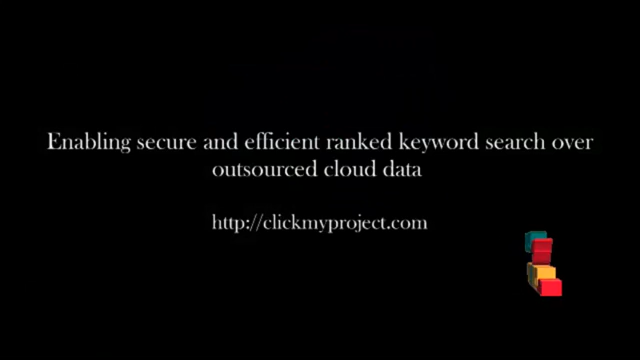 Enabling secure and efficient ranked keyword search over
outsourced cloud data
http://clickmyproject.com